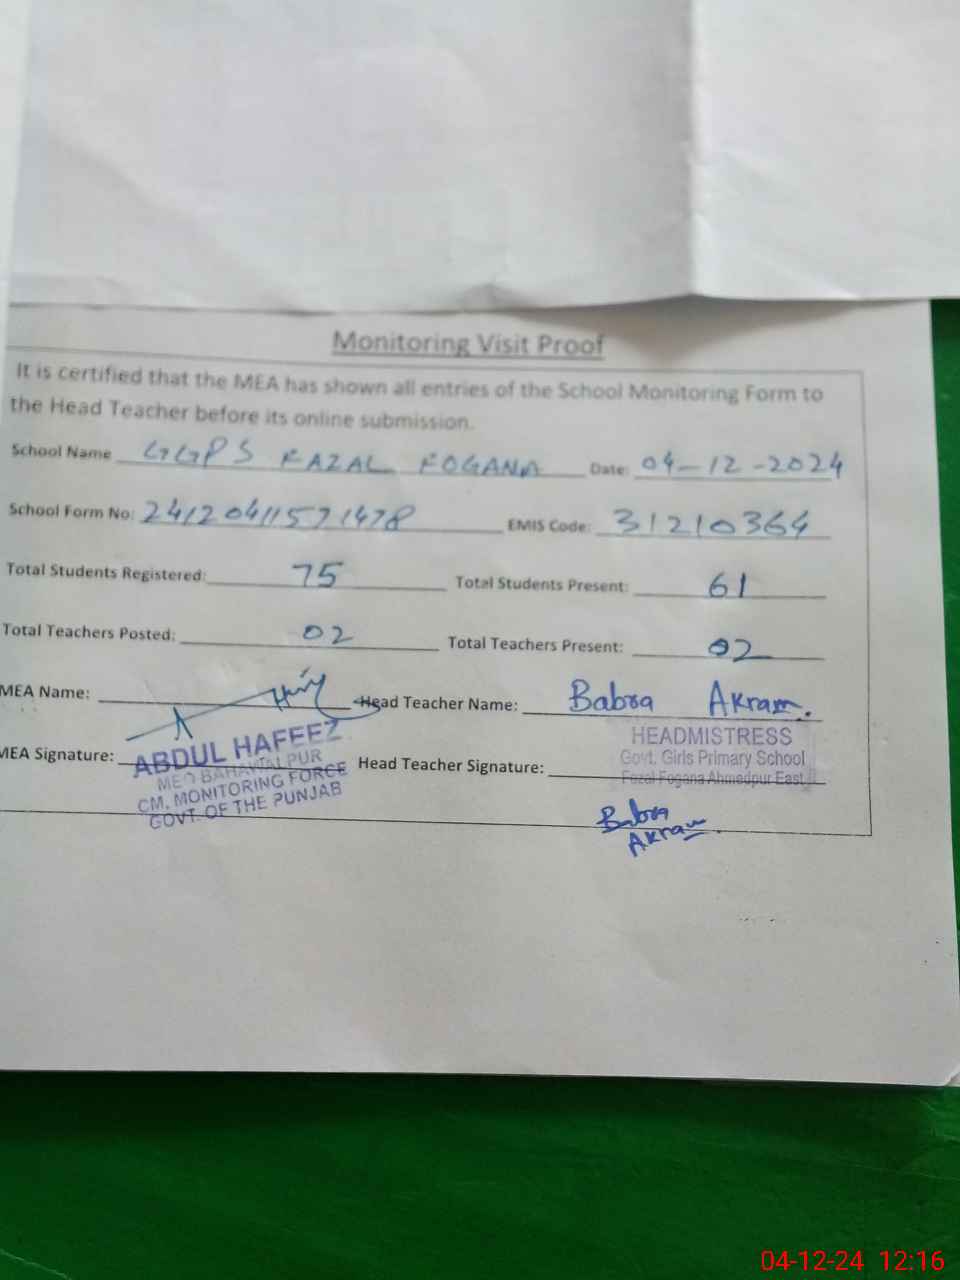 Monitoring Visit Proof
It is certified that the MEA has shown all entries of the School Monitoring Form to
the Head Teacher before its online submission.
School Name GGPS FAZAL FOGANA Date: 04-12-2024
School Form No: 24120411571478 EMIS Code: 31210364
Total Students Registered: 75 Total Students Present: 61
Total Teachers Posted: 02 Total Teachers Present: 02
MEA Name: Head Teacher Name: Babra Akram.
MEA Signature: Head Teacher Signature:
ABDUL HAFEEZ
MEO BAHAWALPUR
CM, MONITORING FORCE
GOVT. OF THE PUNJAB
HEADMISTRESS
Govt. Girls Primary School
Fazal Fogana Ahmedpur East
Babra
Akram
04-12-24 12:16